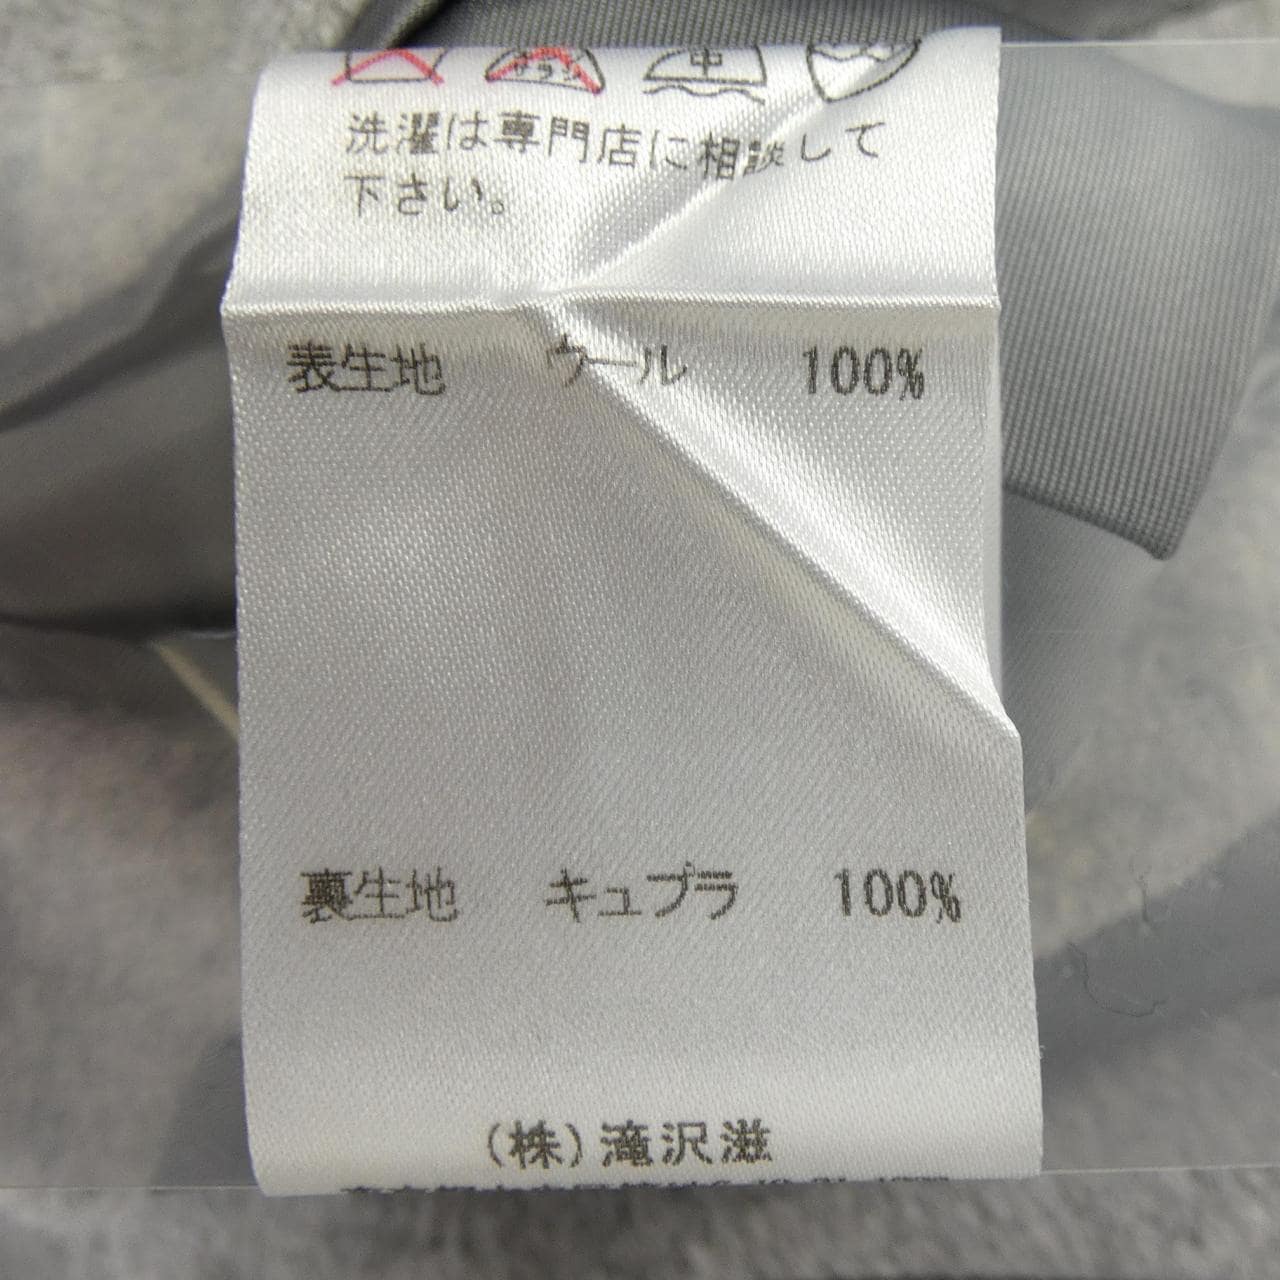 中
洗濯は専門店に相談して
下さい。
表生地 ウール 100%
裏生地 キュプラ 100%
(株)滝沢滋